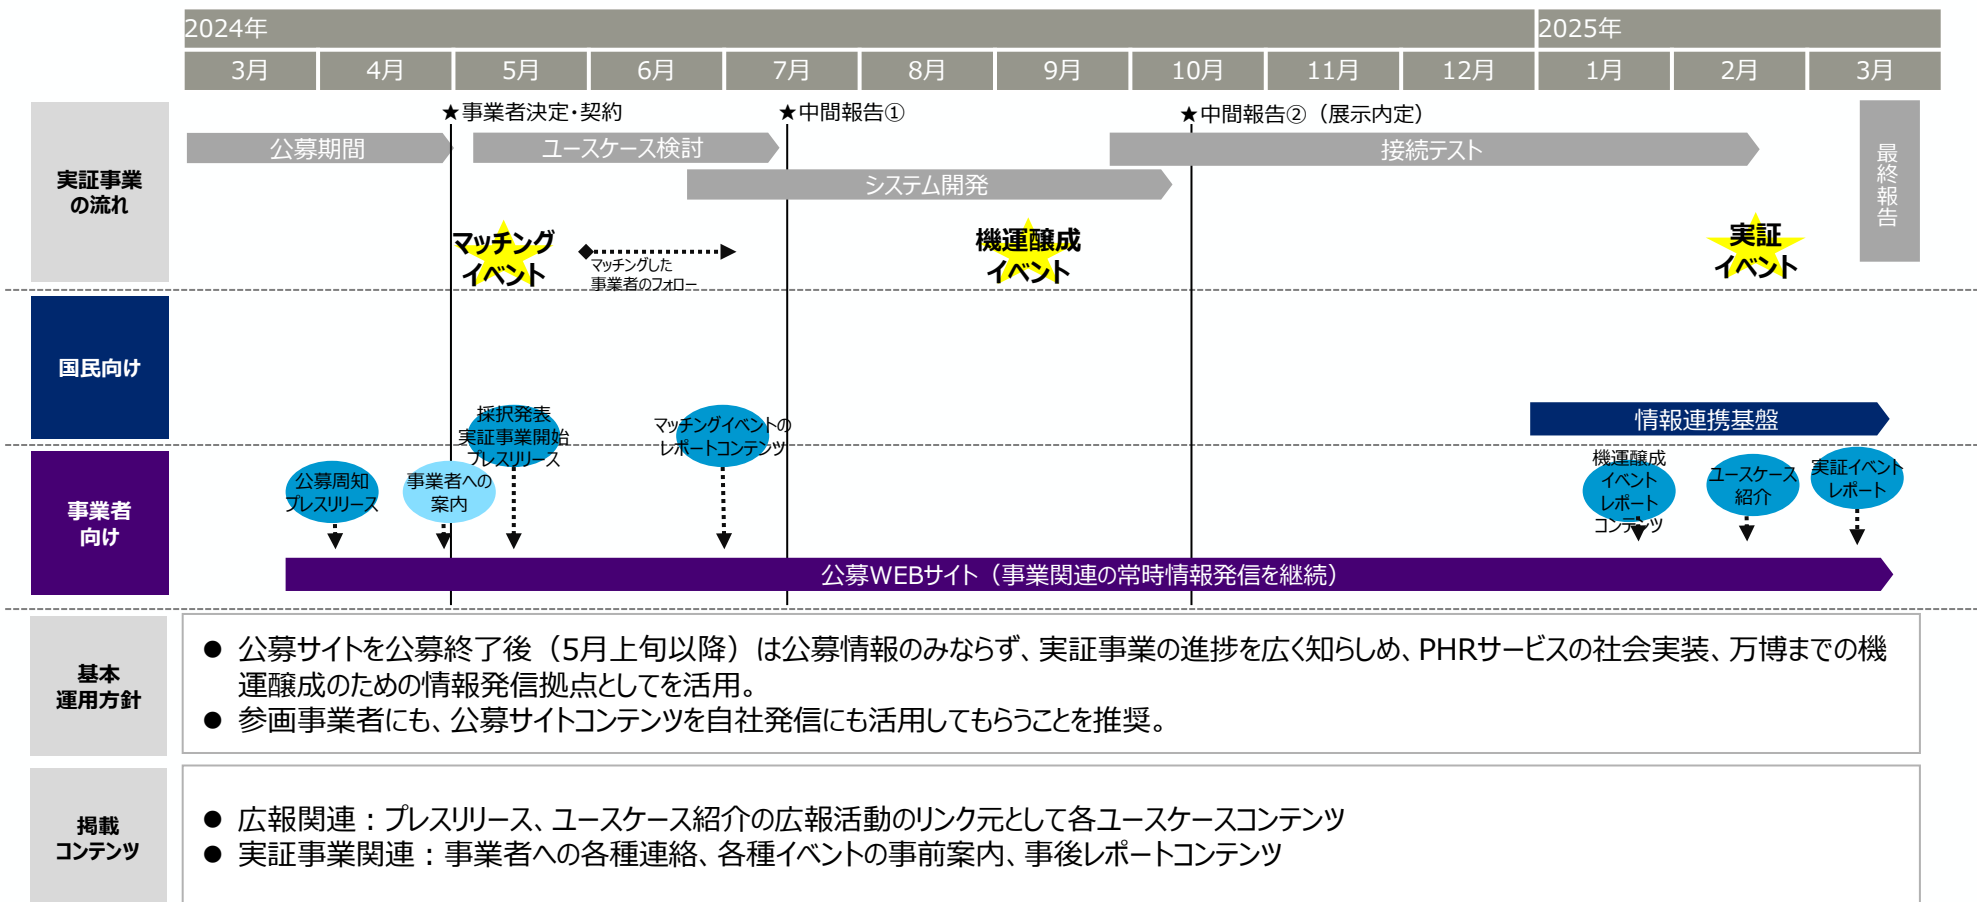 2024年
2025年
3月
4月
5月
6月
7月
8月
9月
10月
11月
12月
1月
2月
3月
実証事業
の流れ
★事業者決定・契約
★中間報告①
★中間報告②（展示内定）
公募期間
ユースケース検討
接続テスト
システム開発
最終報告
マッチング
イベント
マッチングした
事業者のフォロー
機運醸成
イベント
実証
イベント
国民向け
情報連携基盤
事業者
向け
公募周知
プレスリリース
事業者への
案内
採択発表
実証事業開始
プレスリリース
マッチングイベントの
レポートコンテンツ
機運醸成
イベント
レポート
コンテンツ
ユースケース
紹介
実証イベント
レポート
公募WEBサイト（事業関連の常時情報発信を継続）
基本
運用方針
● 公募サイトを公募終了後（5月上旬以降）は公募情報のみならず、実証事業の進捗を広く知らしめ、PHRサービスの社会実装、万博までの機
運醸成のための情報発信拠点としてを活用。
● 参画事業者にも、公募サイトコンテンツを自社発信にも活用してもらうことを推奨。
掲載
コンテンツ
● 広報関連：プレスリリース、ユースケース紹介の広報活動のリンク元として各ユースケースコンテンツ
● 実証事業関連：事業者への各種連絡、各種イベントの事前案内、事後レポートコンテンツ